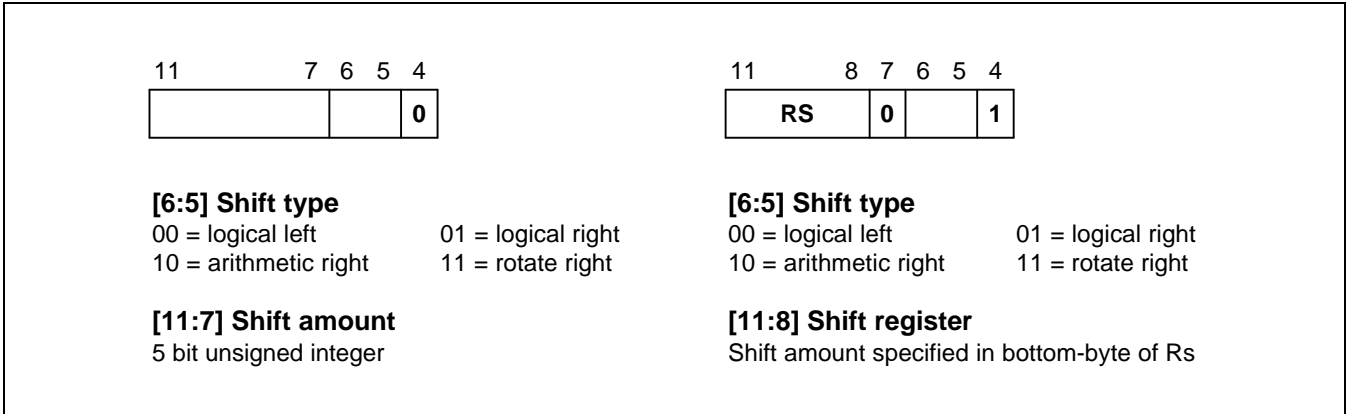 11 7 6 5 4
0
[6:5] Shift type
00 = logical left 01 = logical right
10 = arithmetic right 11 = rotate right
[11:7] Shift amount
5 bit unsigned integer
11 8 7 6 5 4
RS 0 1
[6:5] Shift type
00 = logical left 01 = logical right
10 = arithmetic right 11 = rotate right
[11:8] Shift register
Shift amount specified in bottom-byte of Rs